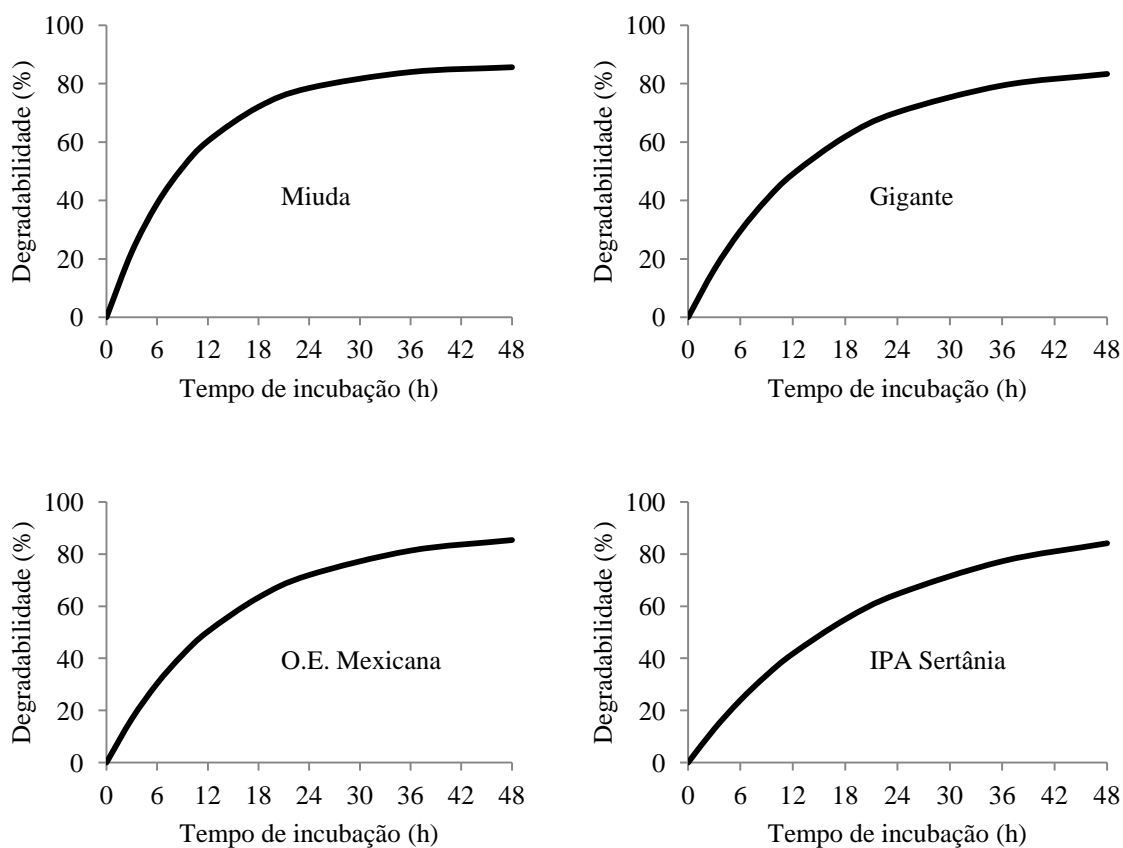 100
80
60
40
20
0
Degradabilidade (%)
Miuda
0 6 12 18 24 30 36 42 48
Tempo de incubação (h)
100
80
60
40
20
0
Degradabilidade (%)
Gigante
0 6 12 18 24 30 36 42 48
Tempo de incubação (h)
100
80
60
40
20
0
Degradabilidade (%)
O.E. Mexicana
0 6 12 18 24 30 36 42 48
Tempo de incubação (h)
100
80
60
40
20
0
Degradabilidade (%)
IPA Sertânia
0 6 12 18 24 30 36 42 48
Tempo de incubação (h)